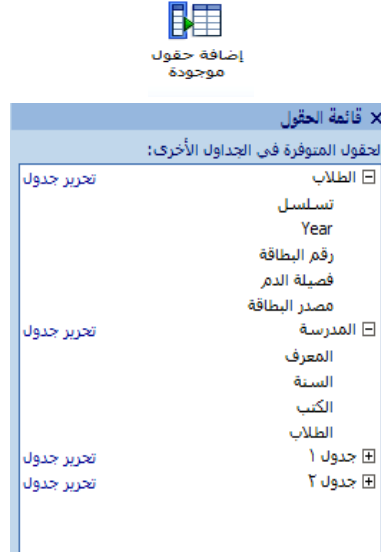 إضافة حقول
موجودة
× قائمة الحقول
لحقول المتوفرة في الجداول الأخرى:
الطلاب تحرير جدول
تسلسل
Year
رقم البطاقة
فصيلة الدم
مصدر البطاقة
المدرسة تحرير جدول
المعرف
السنة
الكتب
الطلاب
جدول ١ تحرير جدول
جدول ٢ تحرير جدول